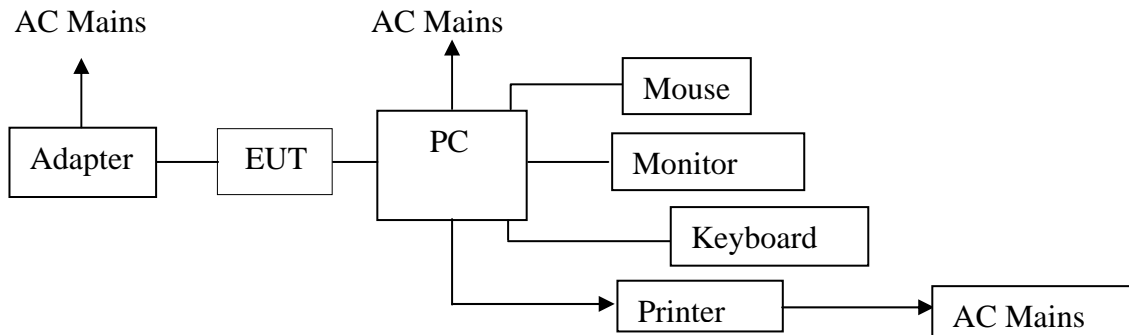 AC Mains
AC Mains
Mouse
Adapter
EUT
PC
Monitor
Keyboard
Printer
AC Mains